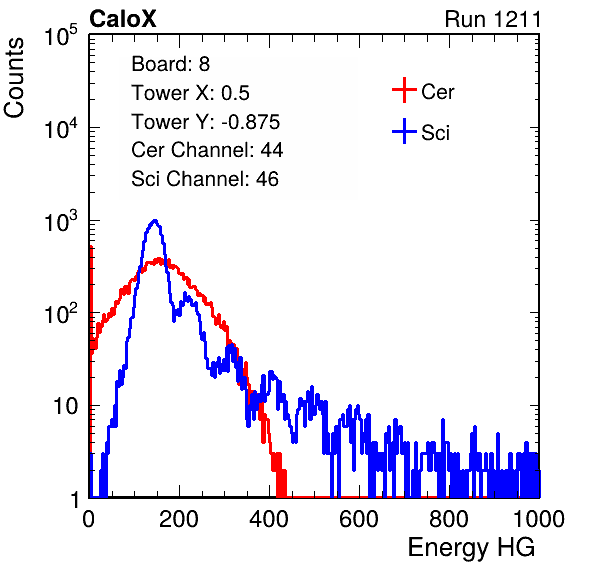 CaloX Run 1211
Counts
10^5
10^4
10^3
10^2
10
1
Board: 8
Tower X: 0.5
Tower Y: -0.875
Cer Channel: 44
Sci Channel: 46
Cer
Sci
0 200 400 600 800 1000
Energy HG